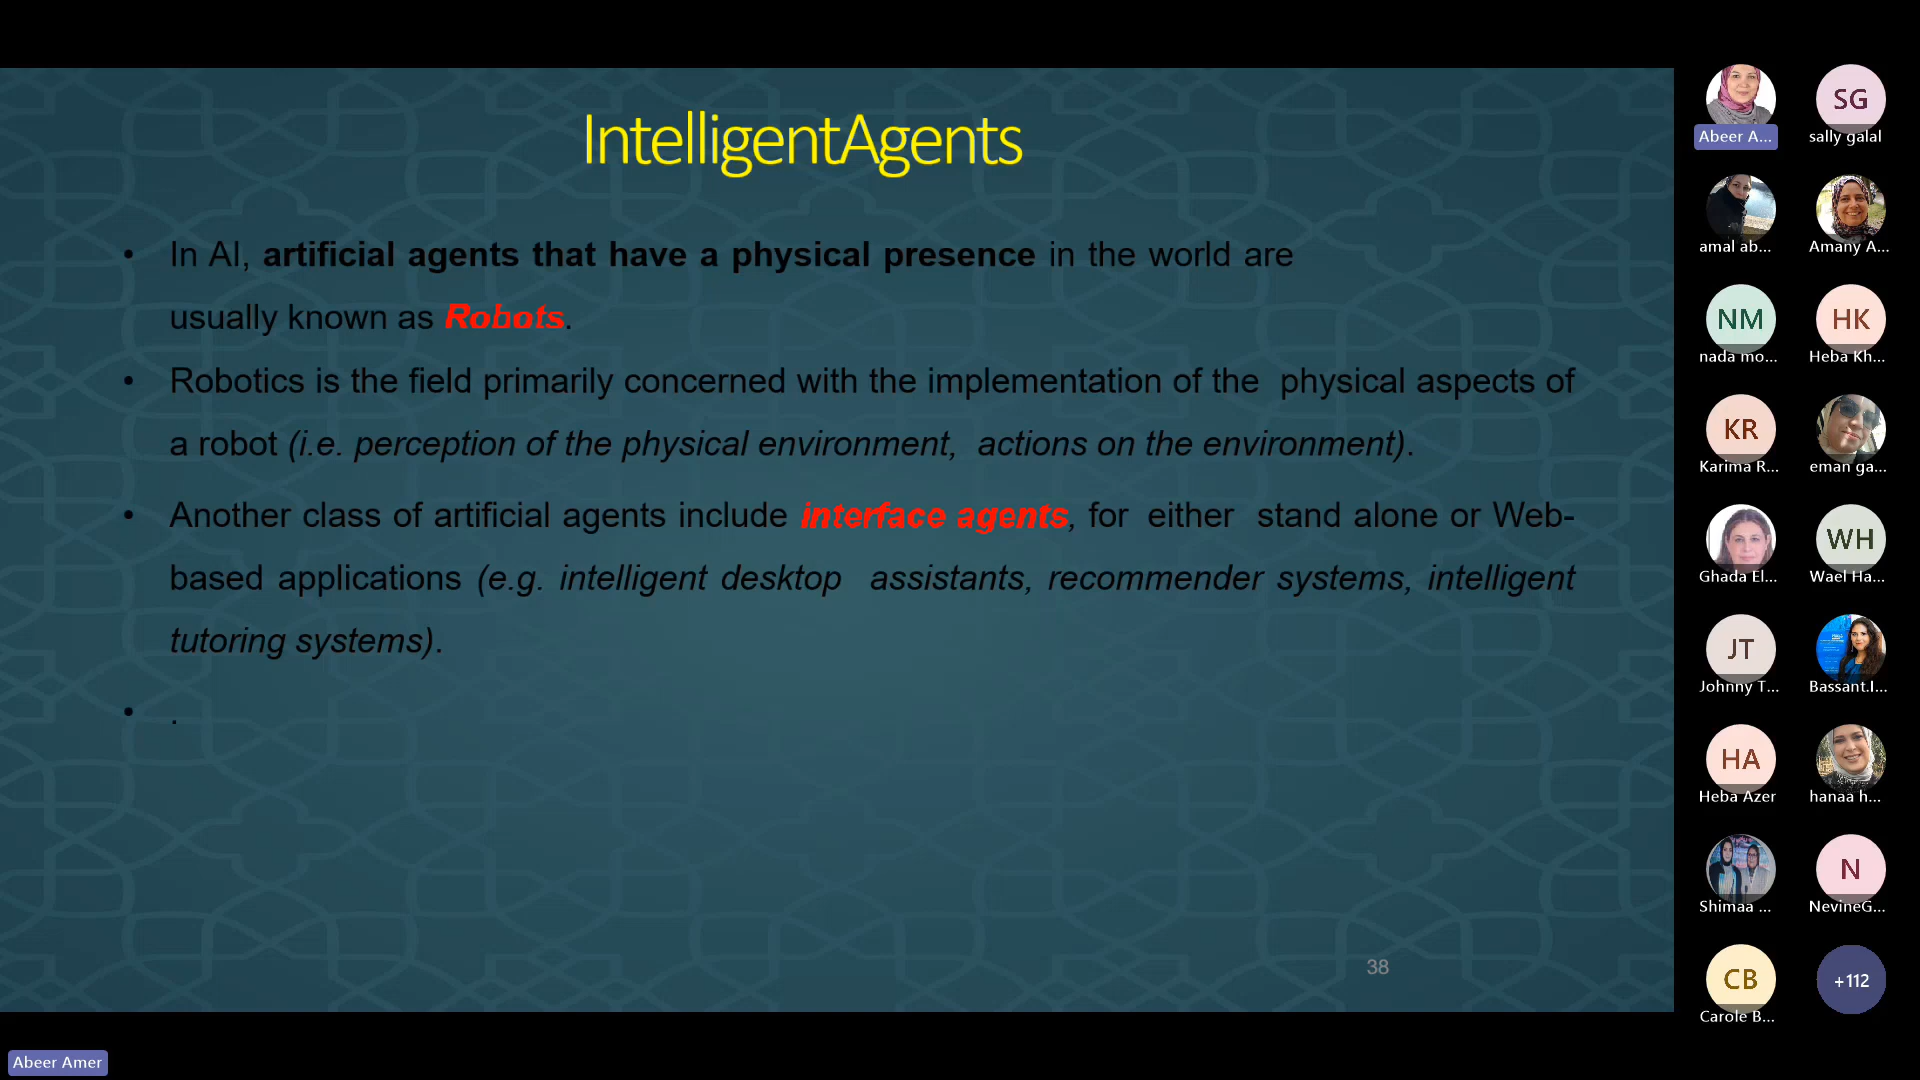 IntelligentAgents
• In AI, artificial agents that have a physical presence in the world are
usually known as Robots.
• Robotics is the field primarily concerned with the implementation of the physical aspects of
a robot (i.e. perception of the physical environment, actions on the environment).
• Another class of artificial agents include interface agents, for either stand alone or Web-
based applications (e.g. intelligent desktop assistants, recommender systems, intelligent
tutoring systems).
• .
38
Abeer A...
SG
sally galal
amal ab...
Amany A...
NM
nada mo...
HK
Heba Kh...
KR
Karima R...
eman ga...
Ghada El...
WH
Wael Ha...
JT
Johnny T...
Bassant.I...
HA
Heba Azer
hanaa h...
Shimaa ...
N
NevineG...
CB
Carole B...
+112
Abeer Amer